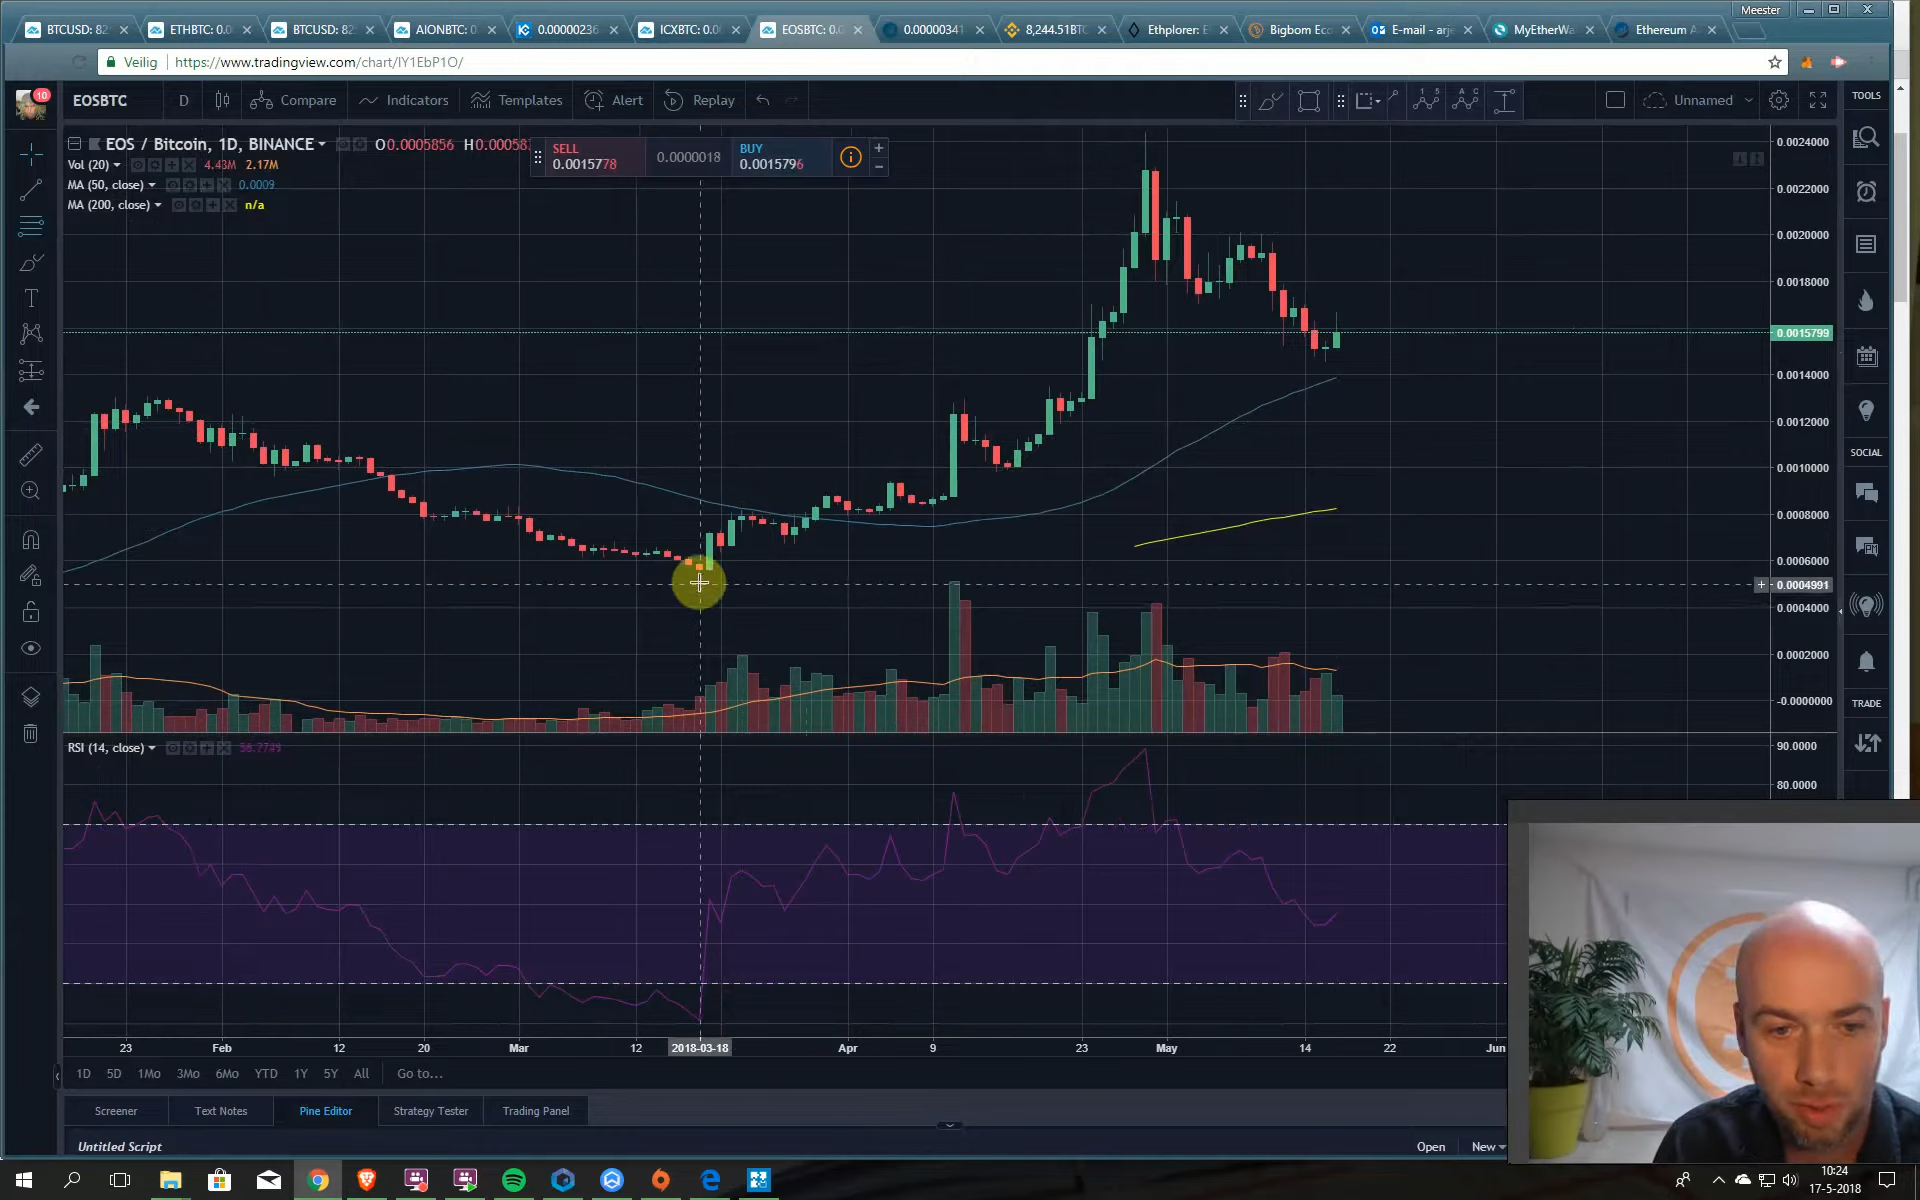 Meester
BTCUSD: 82
ETHBTC: 0.0
BTCUSD: 82
AIONBTC: 0
0.00000236
ICXBTC: 0.0
EOSBTC: 0.
0.00000341
8,244.51BTC
Ethplorer: E
Bigbom Eco
E-mail - arj
MyEtherWa
Ethereum A
Veilig
https://www.tradingview.com/chart/lY1EbP1O/
10
EOSBTC
D
Compare
Indicators
Templates
Alert
Replay
Unnamed
TOOLS
EOS / Bitcoin, 1D, BINANCE
O0.0005856
H0.000583
SELL
0.0015778
0.0000018
BUY
0.0015796
Vol (20)
4.43M
2.17M
MA (50, close)
0.0009
MA (200, close)
n/a
0.0024000
0.0022000
0.0020000
0.0018000
0.0015799
0.0014000
0.0012000
0.0010000
0.0008000
0.0006000
0.0004991
0.0004000
0.0002000
-0.0000000
SOCIAL
TRADE
RSI (14, close)
90.0000
80.0000
23
Feb
12
20
Mar
12
2018-03-18
Apr
9
23
May
14
22
Jun
1D
5D
1Mo
3Mo
6Mo
YTD
1Y
5Y
All
Go to...
Screener
Text Notes
Pine Editor
Strategy Tester
Trading Panel
Untitled Script
Open
New
10:24
17-5-2018